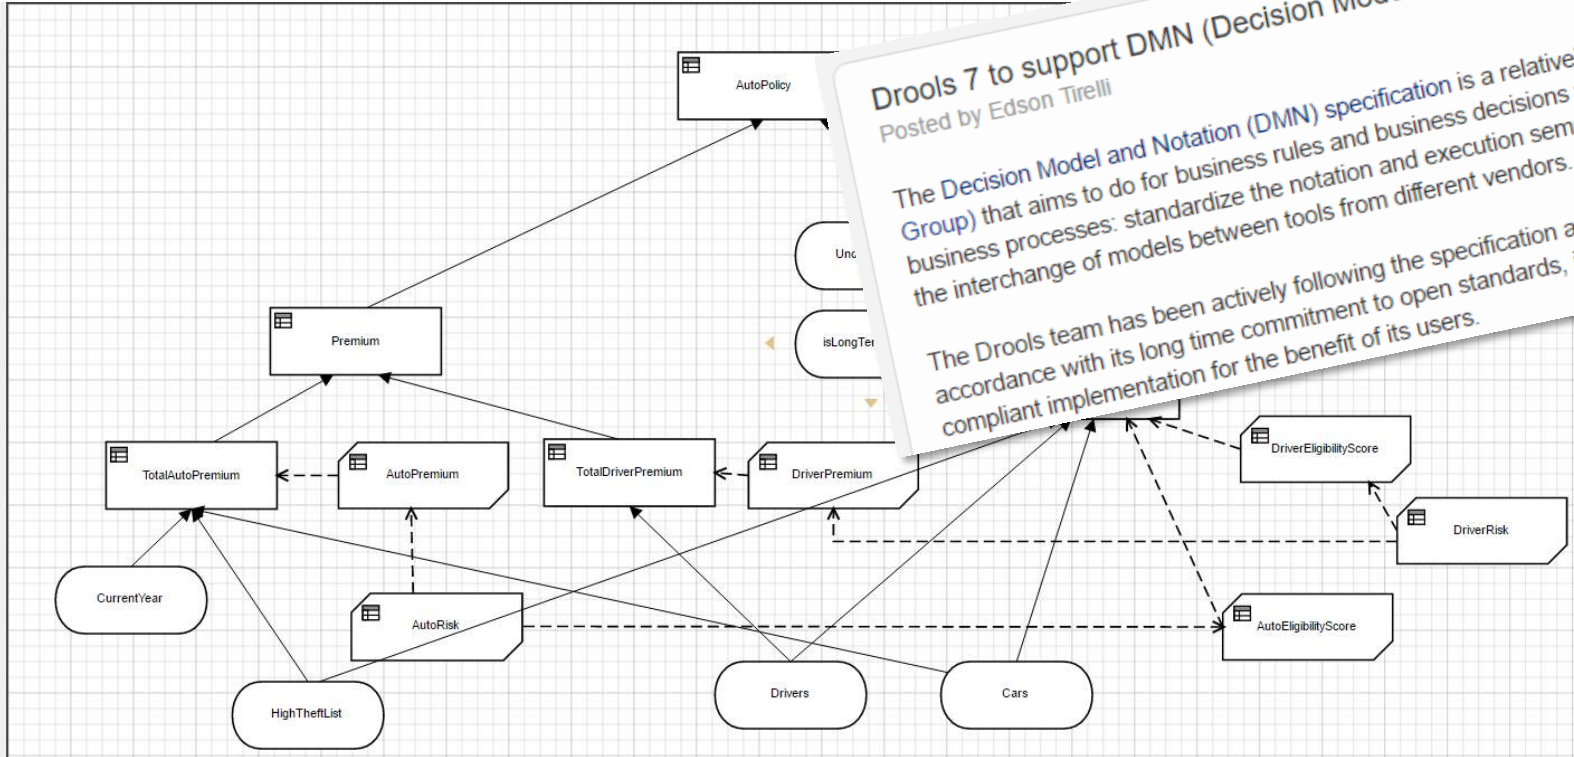 AutoPolicy
Drools 7 to support DMN (Decision
Posted by Edson Tirelli
The Decision Model and Notation (DMN) specification is a
Group) that aims to do for business rules and business decisions
business processes: standardize the notation and execution
the interchange of models between tools from different vendors.
The Drools team has been actively following the specification
accordance with its long time commitment to open standards,
compliant implementation for the benefit of its users.
Premium
TotalAutoPremium
AutoPremium
TotalDriverPremium
DriverPremium
DriverEligibilityScore
DriverRisk
CurrentYear
AutoRisk
AutoEligibilityScore
HighTheftList
Drivers
Cars